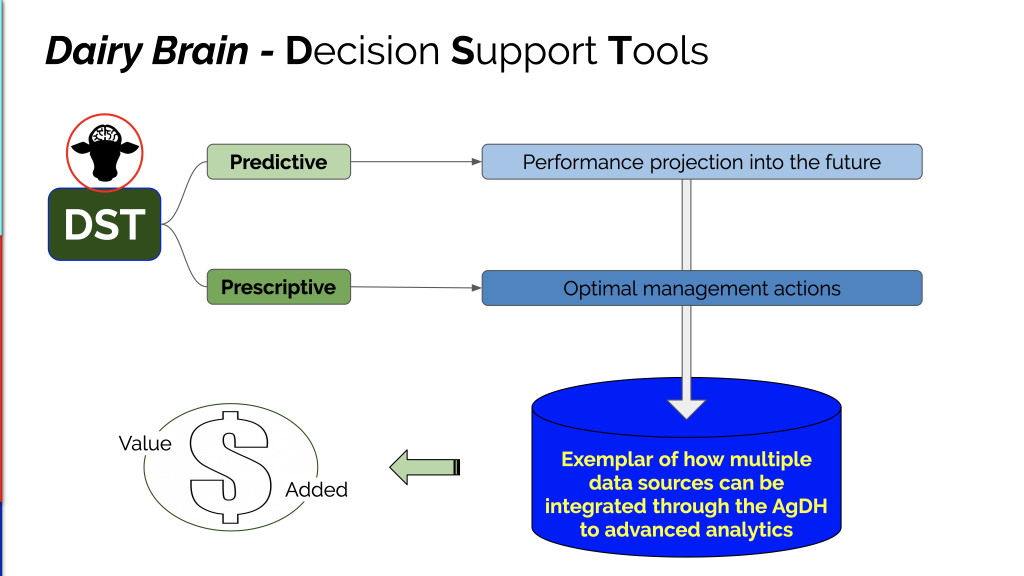 Dairy Brain - Decision Support Tools
DST
Predictive
Performance projection into the future
Prescriptive
Optimal management actions
Value
$
Added
Exemplar of how multiple
data sources can be
integrated through the AgDH
to advanced analytics